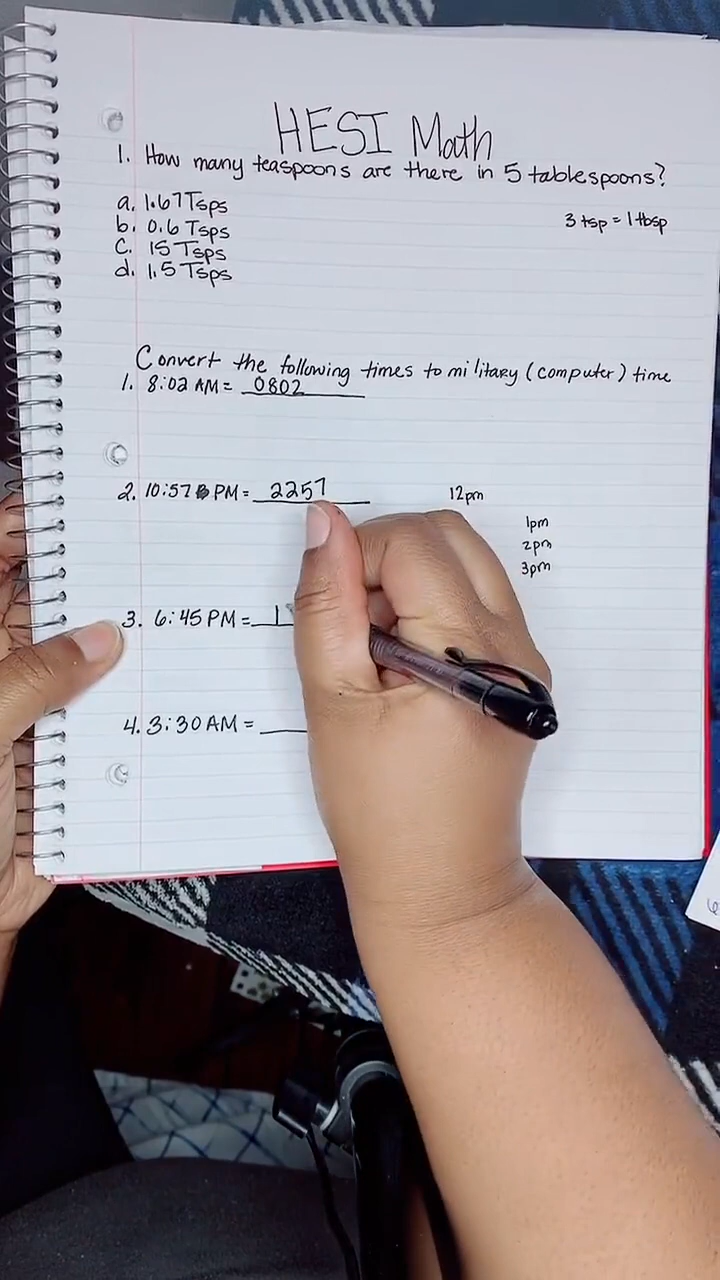 HESI Math
1. How many teaspoons are there in 5 tablespoons?
a. 1.67 Tsps
3 tsp = 1 tbsp
b. 0.6 Tsps
c. 15 Tsps
d. 1.5 Tsps
Convert the following times to military (computer) time
1. 8:02 AM = 0802
2. 10:57 PM = 2257
12pm
1pm
2pm
3pm
3. 6:45 PM = 1
4. 3:30 AM =